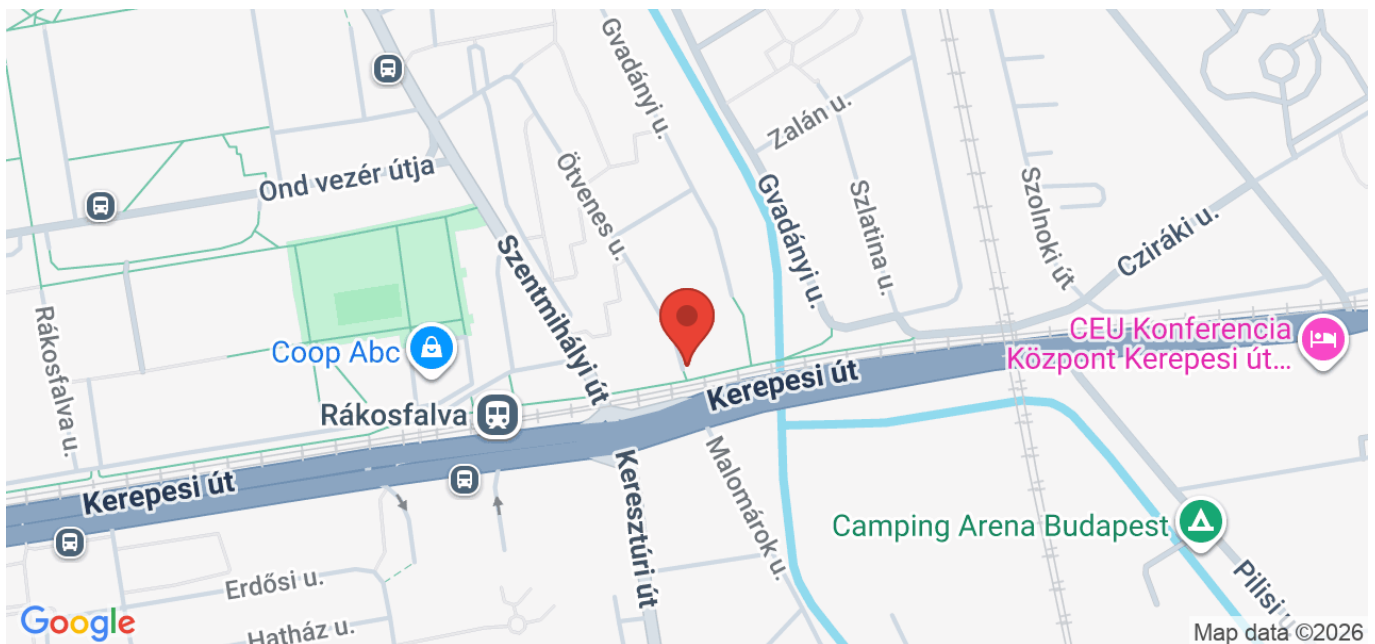 Gvadányi u.
Zalán u.
Ötvenes u.
Ond vezér útja
Gvadányi u.
Szlatina u.
Szolnoki út
Cziráki u.
Szentmihályi út
Rákosfalva u.
Coop Abc
CEU Konferencia
Központ Kerepesi út...
Kerepesi út
Rákosfalva
Kerepesi út
Keresztúri út
Malomárok u.
Camping Arena Budapest
Erdősi u.
Pilisi u
Hatház u.
Google
Map data ©2026